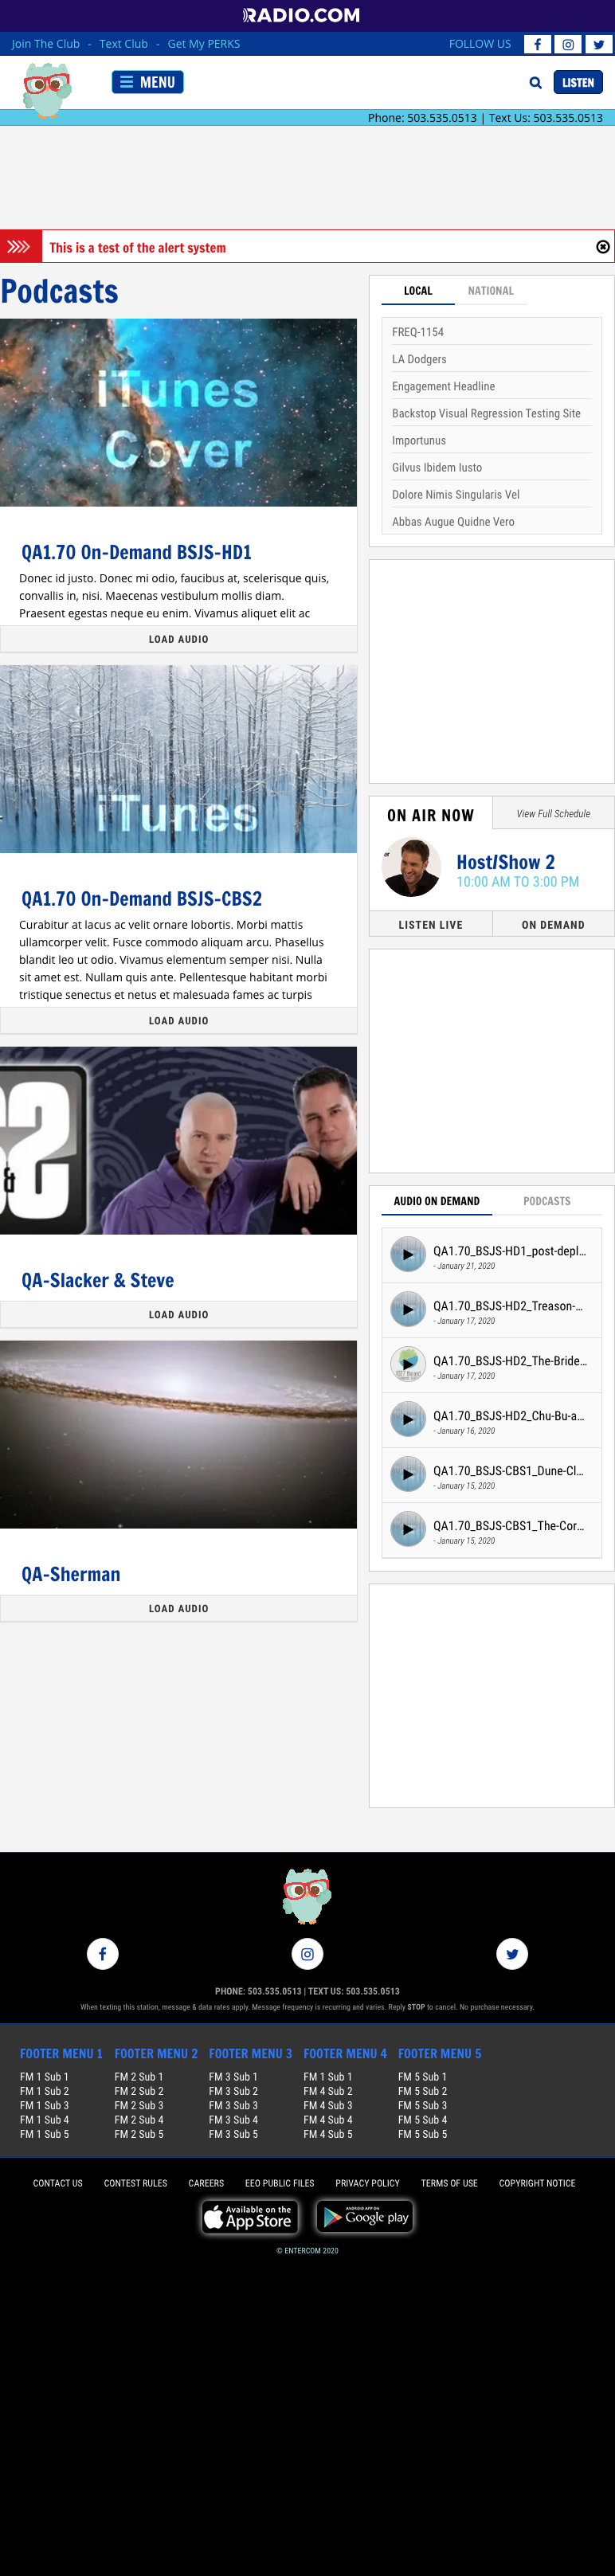 RADIO.COM
Join The Club - Text Club - Get My PERKS
FOLLOW US
MENU
LISTEN
Phone: 503.535.0513 | Text Us: 503.535.0513
This is a test of the alert system
Podcasts
iTunes
Cover
QA1.70 On-Demand BSJS-HD1
Donec id justo. Donec mi odio, faucibus at, scelerisque quis,
convallis in, nisi. Maecenas vestibulum mollis diam.
Praesent egestas neque eu enim. Vivamus aliquet elit ac
LOAD AUDIO
iTunes
QA1.70 On-Demand BSJS-CBS2
Curabitur at lacus ac velit ornare lobortis. Morbi mattis
ullamcorper velit. Fusce commodo aliquam arcu. Phasellus
blandit leo ut odio. Vivamus elementum semper nisi. Nulla
sit amet est. Nullam quis ante. Pellentesque habitant morbi
tristique senectus et netus et malesuada fames ac turpis
LOAD AUDIO
&
QA-Slacker & Steve
LOAD AUDIO
QA-Sherman
LOAD AUDIO
LOCAL
NATIONAL
FREQ-1154
LA Dodgers
Engagement Headline
Backstop Visual Regression Testing Site
Importunus
Gilvus Ibidem Iusto
Dolore Nimis Singularis Vel
Abbas Augue Quidne Vero
ON AIR NOW
View Full Schedule
Host/Show 2
10:00 AM TO 3:00 PM
LISTEN LIVE
ON DEMAND
AUDIO ON DEMAND
PODCASTS
QA1.70_BSJS-HD1_post-depl...
- January 21, 2020
QA1.70_BSJS-HD2_Treason-...
- January 17, 2020
QA1.70_BSJS-HD2_The-Bride...
- January 17, 2020
QA1.70_BSJS-HD2_Chu-Bu-a...
- January 16, 2020
QA1.70_BSJS-CBS1_Dune-Cl...
- January 15, 2020
QA1.70_BSJS-CBS1_The-Cor...
- January 15, 2020
PHONE: 503.535.0513 | TEXT US: 503.535.0513
When texting this station, message & data rates apply. Message frequency is recurring and varies. Reply STOP to cancel. No purchase necessary.
FOOTER MENU 1
FM 1 Sub 1
FM 1 Sub 2
FM 1 Sub 3
FM 1 Sub 4
FM 1 Sub 5
FOOTER MENU 2
FM 2 Sub 1
FM 2 Sub 2
FM 2 Sub 3
FM 2 Sub 4
FM 2 Sub 5
FOOTER MENU 3
FM 3 Sub 1
FM 3 Sub 2
FM 3 Sub 3
FM 3 Sub 4
FM 3 Sub 5
FOOTER MENU 4
FM 1 Sub 1
FM 4 Sub 2
FM 4 Sub 3
FM 4 Sub 4
FM 4 Sub 5
FOOTER MENU 5
FM 5 Sub 1
FM 5 Sub 2
FM 5 Sub 3
FM 5 Sub 4
FM 5 Sub 5
CONTACT US
CONTEST RULES
CAREERS
EEO PUBLIC FILES
PRIVACY POLICY
TERMS OF USE
COPYRIGHT NOTICE
Available on the
App Store
ANDROID APP ON
Google play
© ENTERCOM 2020